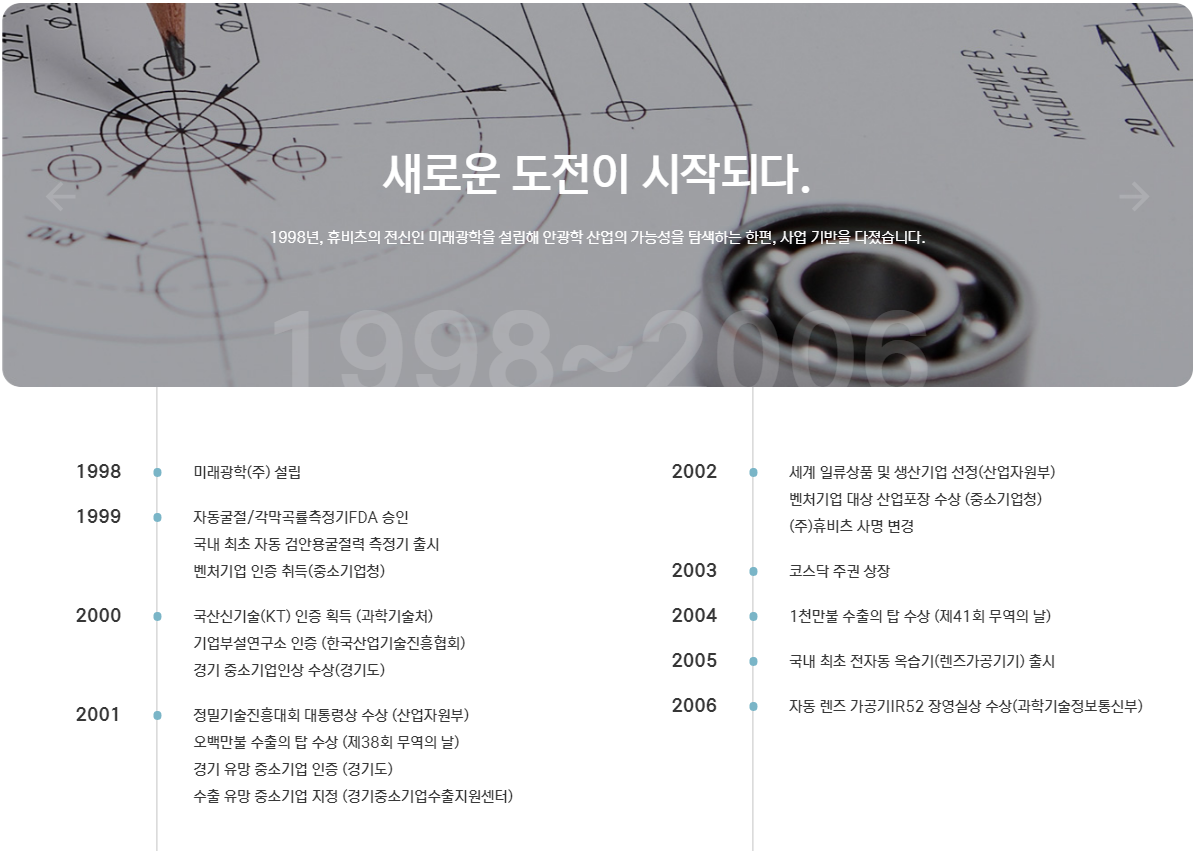 ф11
ф2
ф20
СЕЧЕНИЕ В
МАСШТАБ 1:2
20
새로운 도전이 시작되다.
R10
1998년, 휴비츠의 전신인 미래광학을 설립해 안광학 산업의 가능성을 탐색하는 한편, 사업 기반을 다졌습니다.
1998~2006
1998
미래광학(주) 설립
1999
자동굴절/각막곡률측정기FDA 승인
국내 최초 자동 검안용굴절력 측정기 출시
벤처기업 인증 취득(중소기업청)
2000
국산신기술(KT) 인증 획득 (과학기술처)
기업부설연구소 인증 (한국산업기술진흥협회)
경기 중소기업인상 수상(경기도)
2001
정밀기술진흥대회 대통령상 수상 (산업자원부)
오백만불 수출의 탑 수상 (제38회 무역의 날)
경기 유망 중소기업 인증 (경기도)
수출 유망 중소기업 지정 (경기중소기업수출지원센터)
2002
세계 일류상품 및 생산기업 선정(산업자원부)
벤처기업 대상 산업포장 수상 (중소기업청)
(주)휴비츠 사명 변경
2003
코스닥 주권 상장
2004
1천만불 수출의 탑 수상 (제41회 무역의 날)
2005
국내 최초 전자동 옥습기(렌즈가공기기) 출시
2006
자동 렌즈 가공기IR52 장영실상 수상(과학기술정보통신부)